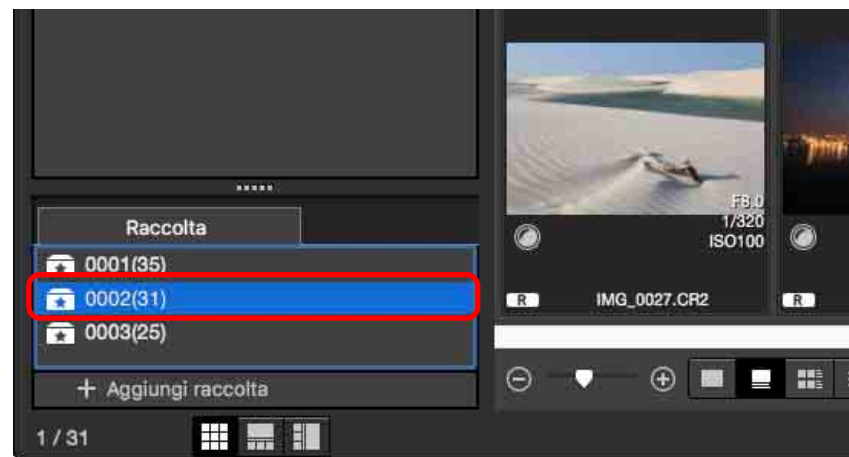 Raccolta
0001(35)
0002(31)
0003(25)
+ Aggiungi raccolta
1 / 31
F8.0
1/320
ISO100
R IMG_0027.CR2
R